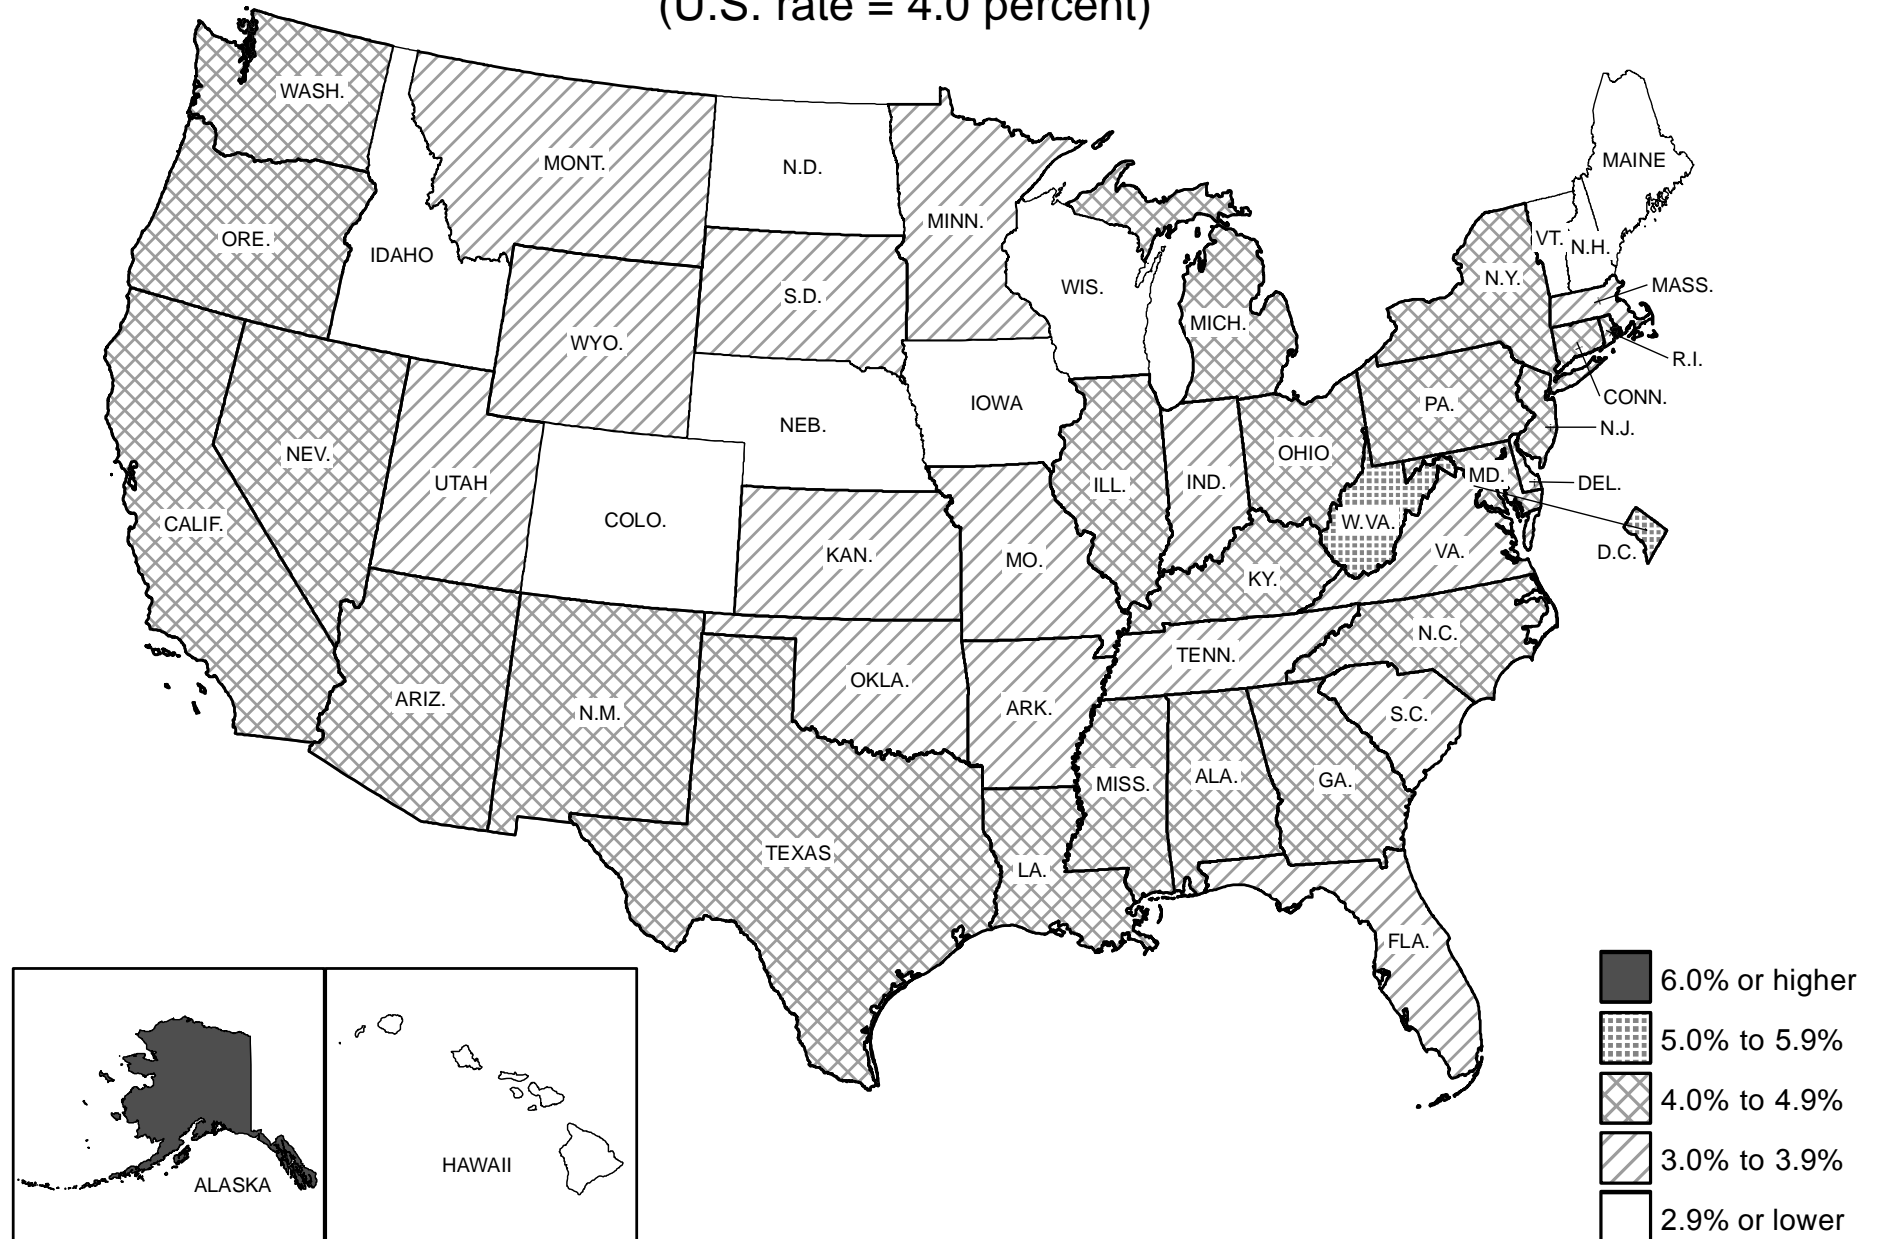 (U.S. rate = 4.0 percent)
WASH.
MONT.
N.D.
MINN.
MAINE
ORE.
IDAHO
VT.
N.H.
WIS.
N.Y.
MASS.
S.D.
WYO.
MICH.
R.I.
IOWA
PA.
CONN.
NEB.
N.J.
NEV.
UTAH
OHIO
ILL.
IND.
MD.
DEL.
CALIF.
COLO.
W.VA.
KAN.
MO.
VA.
D.C.
KY.
N.C.
TENN.
ARIZ.
N.M.
OKLA.
ARK.
S.C.
MISS.
ALA.
GA.
TEXAS
LA.
FLA.
ALASKA
HAWAII
6.0% or higher
5.0% to 5.9%
4.0% to 4.9%
3.0% to 3.9%
2.9% or lower